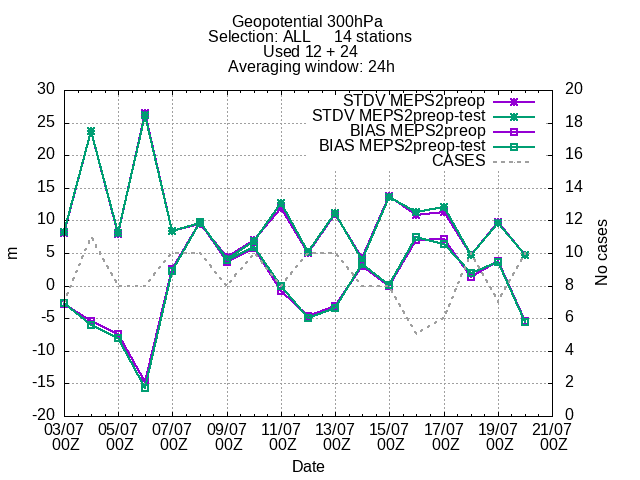 Geopotential 300hPa
Selection: ALL     14 stations
Used 12 + 24
Averaging window: 24h
30 20
25 18
20 16
15 14
10 12
5 10
0 8
-5 6
-10 4
-15 2
-20 0
STDV MEPS2preop
STDV MEPS2preop-test
BIAS MEPS2preop
BIAS MEPS2preop-test
CASES
m
No cases
03/07 05/07 07/07 09/07 11/07 13/07 15/07 17/07 19/07 21/07
00Z 00Z 00Z 00Z 00Z 00Z 00Z 00Z 00Z 00Z
Date